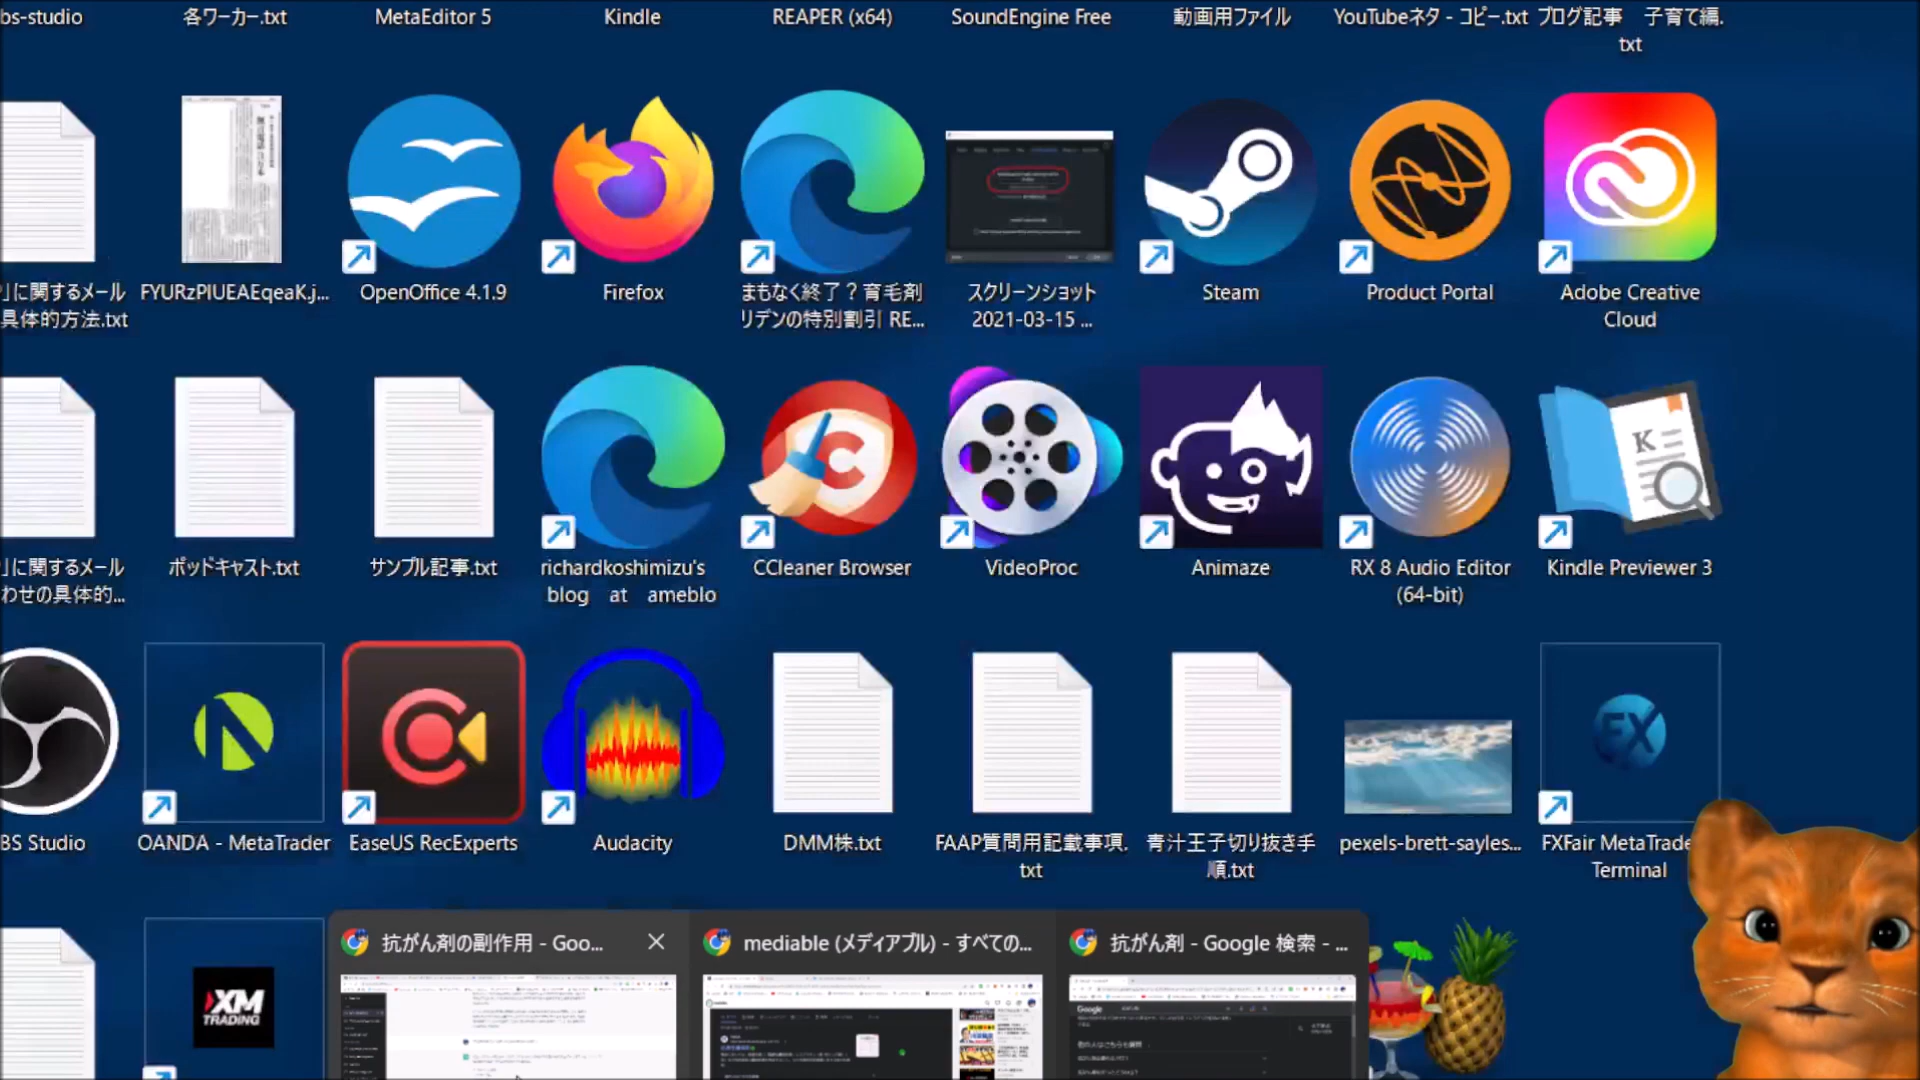 bs-studio
各ワーカー.txt
MetaEditor 5
Kindle
REAPER (x64)
SoundEngine Free
動画用ファイル
YouTubeネタ - コピー.txt
ブログ記事　子育て編.
txt
」に関するメール
具体的方法.txt
FYURzPlUEAEqeaK.j...
OpenOffice 4.1.9
Firefox
まもなく終了？育毛剤
リデンの特別割引 RE...
スクリーンショット
2021-03-15 ...
Steam
Product Portal
Adobe Creative
Cloud
」に関するメール
わせの具体的...
ポッドキャスト.txt
サンプル記事.txt
richardkoshimizu's
blog　at　ameblo
CCleaner Browser
VideoProc
Animaze
RX 8 Audio Editor
(64-bit)
K
Kindle Previewer 3
BS Studio
OANDA - MetaTrader
EaseUS RecExperts
Audacity
DMM株.txt
FAAP質問用記載事項.
txt
青汁王子切り抜き手
順.txt
pexels-brett-sayles...
FX
FXFair MetaTrade
Terminal
XM
TRADING
抗がん剤の副作用 - Goo...
mediable (メディアブル) - すべての...
抗がん剤 - Google 検索 - ...
Google